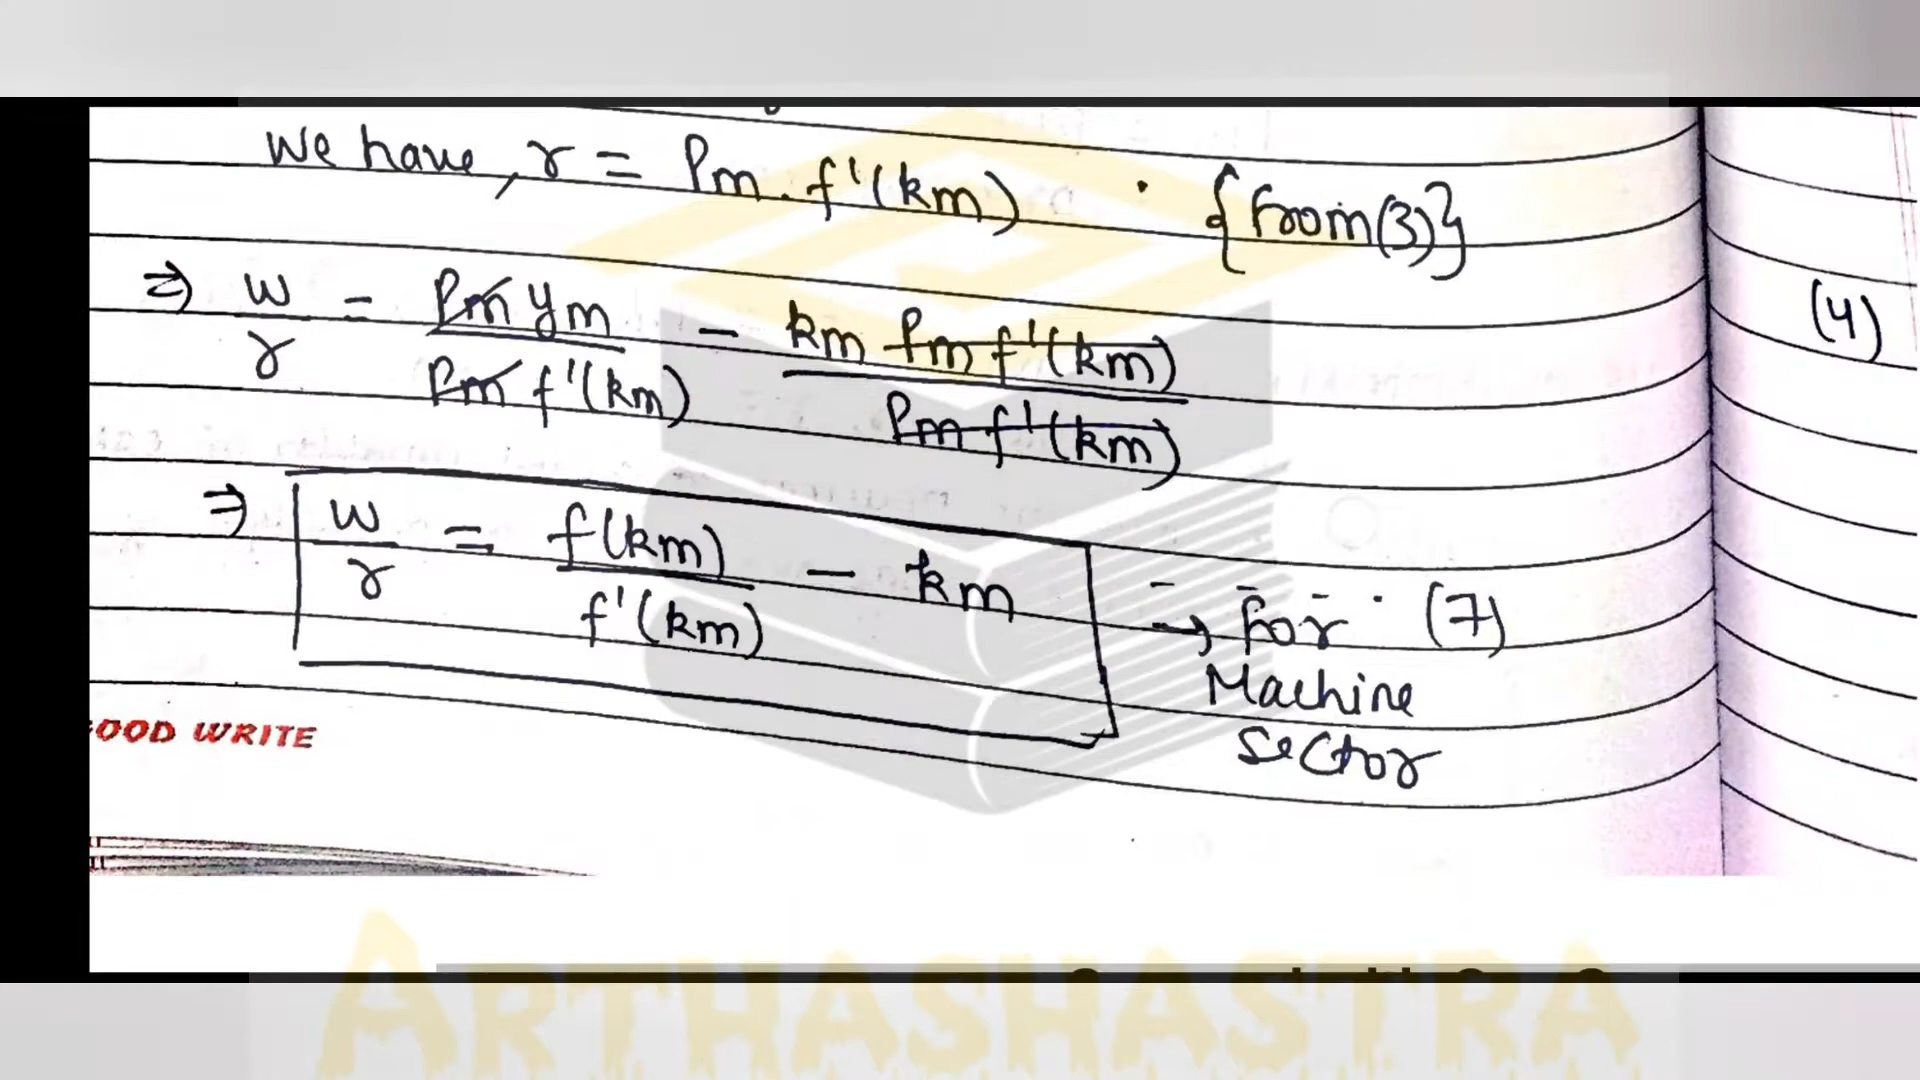 We have, r = Pm . f'(km) . {From (3)}
⇒ w/r = Pm ym / Pm f'(km) − km Pm f'(km) / Pm f'(km)
(4)
⇒ w/r = f(km) / f'(km) − km - - - . (7)
→ For
Machine
Sector
OOD WRITE
ARTHASHASTRA